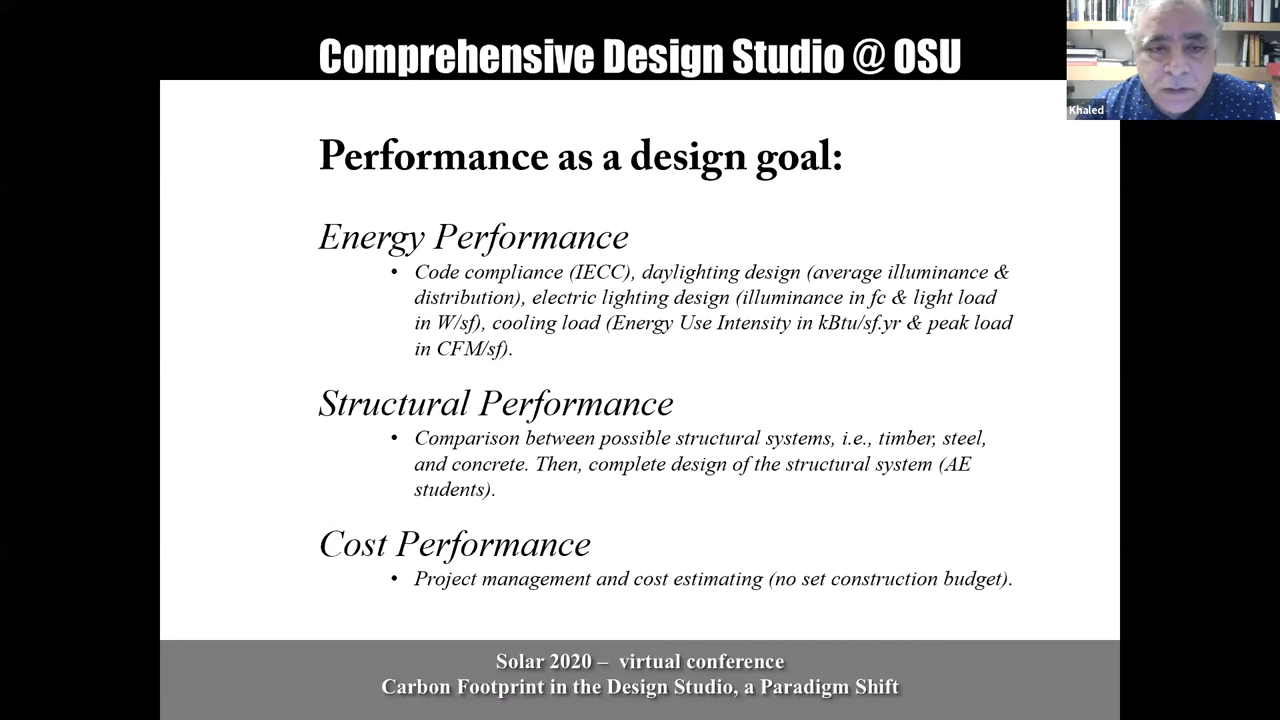 Comprehensive Design Studio @ OSU
Khaled
Performance as a design goal:
Energy Performance
• Code compliance (IECC), daylighting design (average illuminance &
distribution), electric lighting design (illuminance in fc & light load
in W/sf), cooling load (Energy Use Intensity in kBtu/sf.yr & peak load
in CFM/sf).
Structural Performance
• Comparison between possible structural systems, i.e., timber, steel,
and concrete. Then, complete design of the structural system (AE
students).
Cost Performance
• Project management and cost estimating (no set construction budget).
Solar 2020 – virtual conference
Carbon Footprint in the Design Studio, a Paradigm Shift